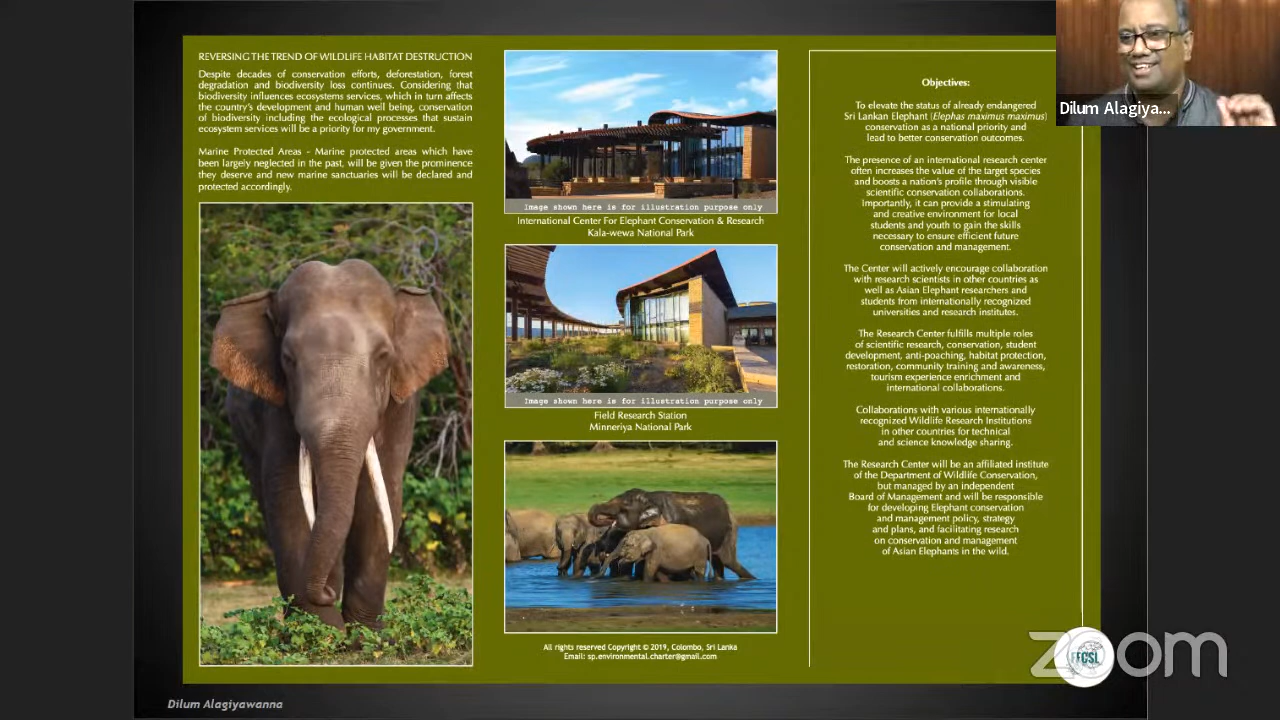 REVERSING THE TREND OF WILDLIFE HABITAT DESTRUCTION
Despite decades of conservation efforts, deforestation, forest
degradation and biodiversity loss continues. Considering that
biodiversity influences ecosystems services, which in turn affects
the country's development and human well being, conservation
of biodiversity including the ecological processes that sustain
ecosystem services will be a priority for my government.
Marine Protected Areas - Marine protected areas which have
been largely neglected in the past, will be given the prominence
they deserve and new marine sanctuaries will be declared and
protected accordingly.
Image shown here is for illustration purpose only
International Center For Elephant Conservation & Research
Kala-wewa National Park
Image shown here is for illustration purpose only
Field Research Station
Minneriya National Park
All rights reserved Copyright © 2019, Colombo, Sri Lanka
Email: sp.environmental.charter@gmail.com
Objectives:
To elevate the status of already endangered
Sri Lankan Elephant (Elephas maximus maximus)
conservation as a national priority and
lead to better conservation outcomes.
The presence of an international research center
often increases the value of the target species
and boosts a nation's profile through visible
scientific conservation collaborations.
Importantly, it can provide a stimulating
and creative environment for local
students and youth to gain the skills
necessary to ensure efficient future
conservation and management.
The Center will actively encourage collaboration
with research scientists in other countries as
well as Asian Elephant researchers and
students from internationally recognized
universities and research institutes.
The Research Center fulfills multiple roles
of scientific research, conservation, student
development, anti-poaching, habitat protection,
restoration, community training and awareness,
tourism experience enrichment and
international collaborations.
Collaborations with various internationally
recognized Wildlife Research Institutions
in other countries for technical
and science knowledge sharing.
The Research Center will be an affiliated institute
of the Department of Wildlife Conservation,
but managed by an independent
Board of Management and will be responsible
for developing Elephant conservation
and management policy, strategy
and plans, and facilitating research
on conservation and management
of Asian Elephants in the wild.
Dilum Alagiya...
zoom
FCSL
Dilum Alagiyawanna